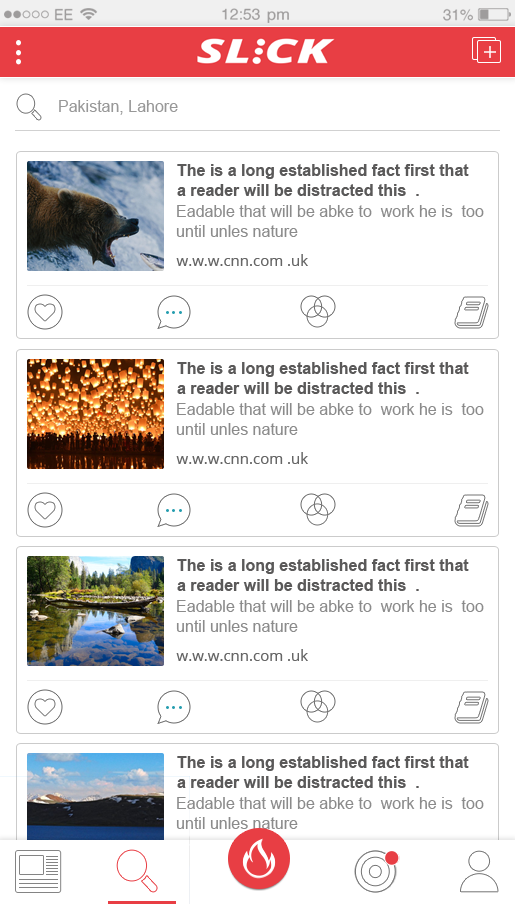 EE
12:53 pm
31%
SLICK
Pakistan, Lahore
The is a long established fact first that
a reader will be distracted this .
Eadable that will be abke to work he is too
until unles nature
w.w.w.cnn.com .uk
The is a long established fact first that
a reader will be distracted this .
Eadable that will be abke to work he is too
until unles nature
w.w.w.cnn.com .uk
The is a long established fact first that
a reader will be distracted this .
Eadable that will be abke to work he is too
until unles nature
w.w.w.cnn.com .uk
The is a long established fact first that
a reader will be distracted this .
Eadable that will be abke to work he is too
until unles nature